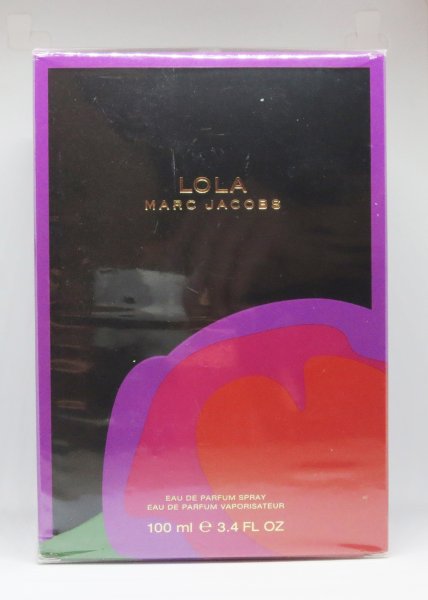 LOLA
MARC JACOBS
EAU DE PARFUM SPRAY
EAU DE PARFUM VAPORISATEUR
100 ml ℮ 3.4 FL OZ